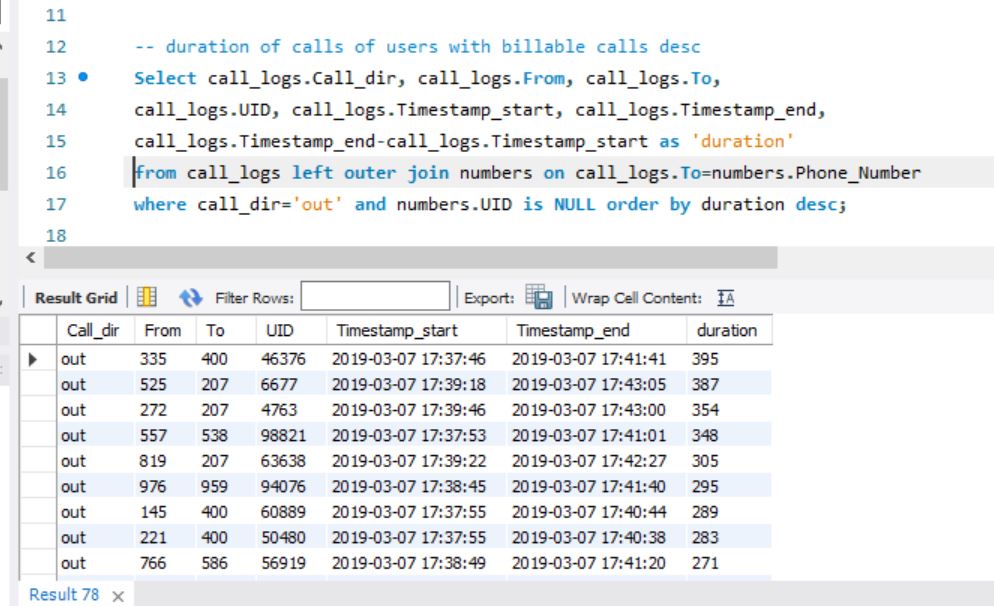 11
12 -- duration of calls of users with billable calls desc
13 Select call_logs.Call_dir, call_logs.From, call_logs.To,
14 call_logs.UID, call_logs.Timestamp_start, call_logs.Timestamp_end,
15 call_logs.Timestamp_end-call_logs.Timestamp_start as 'duration'
16 from call_logs left outer join numbers on call_logs.To=numbers.Phone_Number
17 where call_dir='out' and numbers.UID is NULL order by duration desc;
18
Result Grid Filter Rows: Export: Wrap Cell Content: IA
Call_dir From To UID Timestamp_start Timestamp_end duration
out 335 400 46376 2019-03-07 17:37:46 2019-03-07 17:41:41 395
out 525 207 6677 2019-03-07 17:39:18 2019-03-07 17:43:05 387
out 272 207 4763 2019-03-07 17:39:46 2019-03-07 17:43:00 354
out 557 538 98821 2019-03-07 17:37:53 2019-03-07 17:41:01 348
out 819 207 63638 2019-03-07 17:39:22 2019-03-07 17:42:27 305
out 976 959 94076 2019-03-07 17:38:45 2019-03-07 17:41:40 295
out 145 400 60889 2019-03-07 17:37:55 2019-03-07 17:40:44 289
out 221 400 50480 2019-03-07 17:37:55 2019-03-07 17:40:38 283
out 766 586 56919 2019-03-07 17:38:49 2019-03-07 17:41:20 271
Result 78